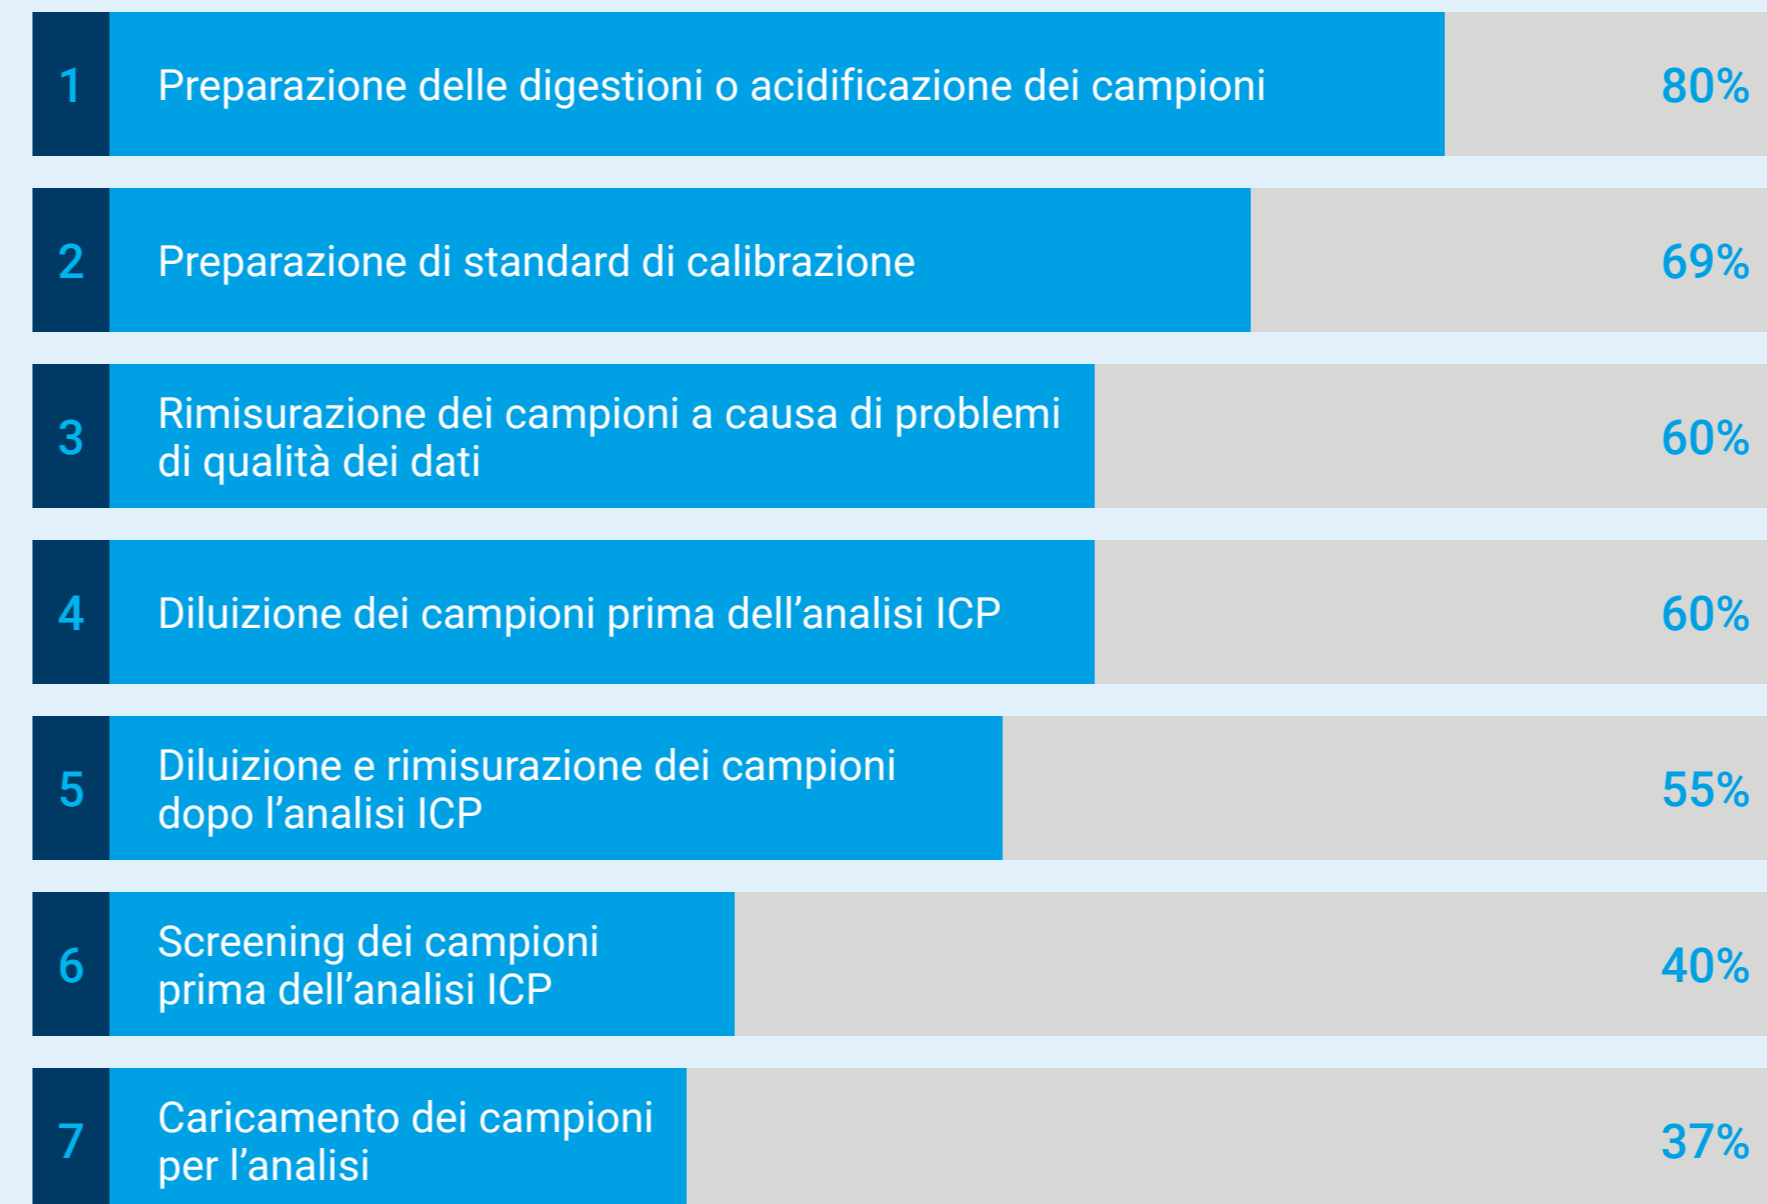 1 Preparazione delle digestioni o acidificazione dei campioni 80%
2 Preparazione di standard di calibrazione 69%
3 Rimisurazione dei campioni a causa di problemi
di qualità dei dati 60%
4 Diluizione dei campioni prima dell’analisi ICP 60%
5 Diluizione e rimisurazione dei campioni
dopo l’analisi ICP 55%
6 Screening dei campioni
prima dell’analisi ICP 40%
7 Caricamento dei campioni
per l’analisi 37%